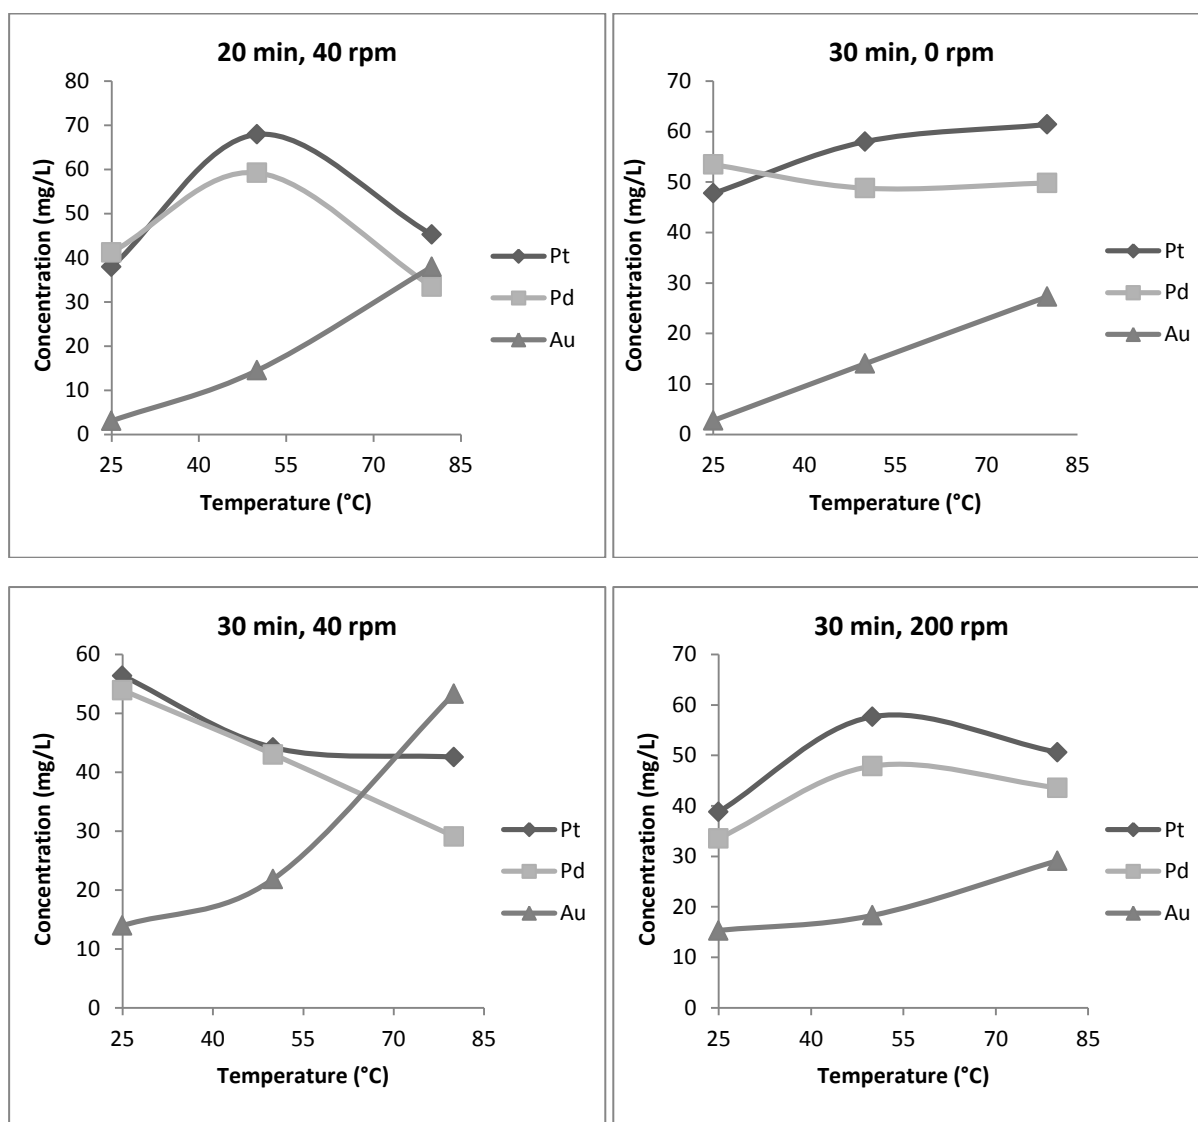 20 min, 40 rpm
80
70
60
50
40
30
20
10
0
Concentration (mg/L)
25 40 55 70 85
Temperature (°C)
Pt
Pd
Au
30 min, 0 rpm
70
60
50
40
30
20
10
0
Concentration (mg/L)
25 40 55 70 85
Temperature (°C)
Pt
Pd
Au
30 min, 40 rpm
60
50
40
30
20
10
0
Concentration (mg/L)
25 40 55 70 85
Temperature (°C)
Pt
Pd
Au
30 min, 200 rpm
70
60
50
40
30
20
10
0
Concentration (mg/L)
25 40 55 70 85
Temperature (°C)
Pt
Pd
Au